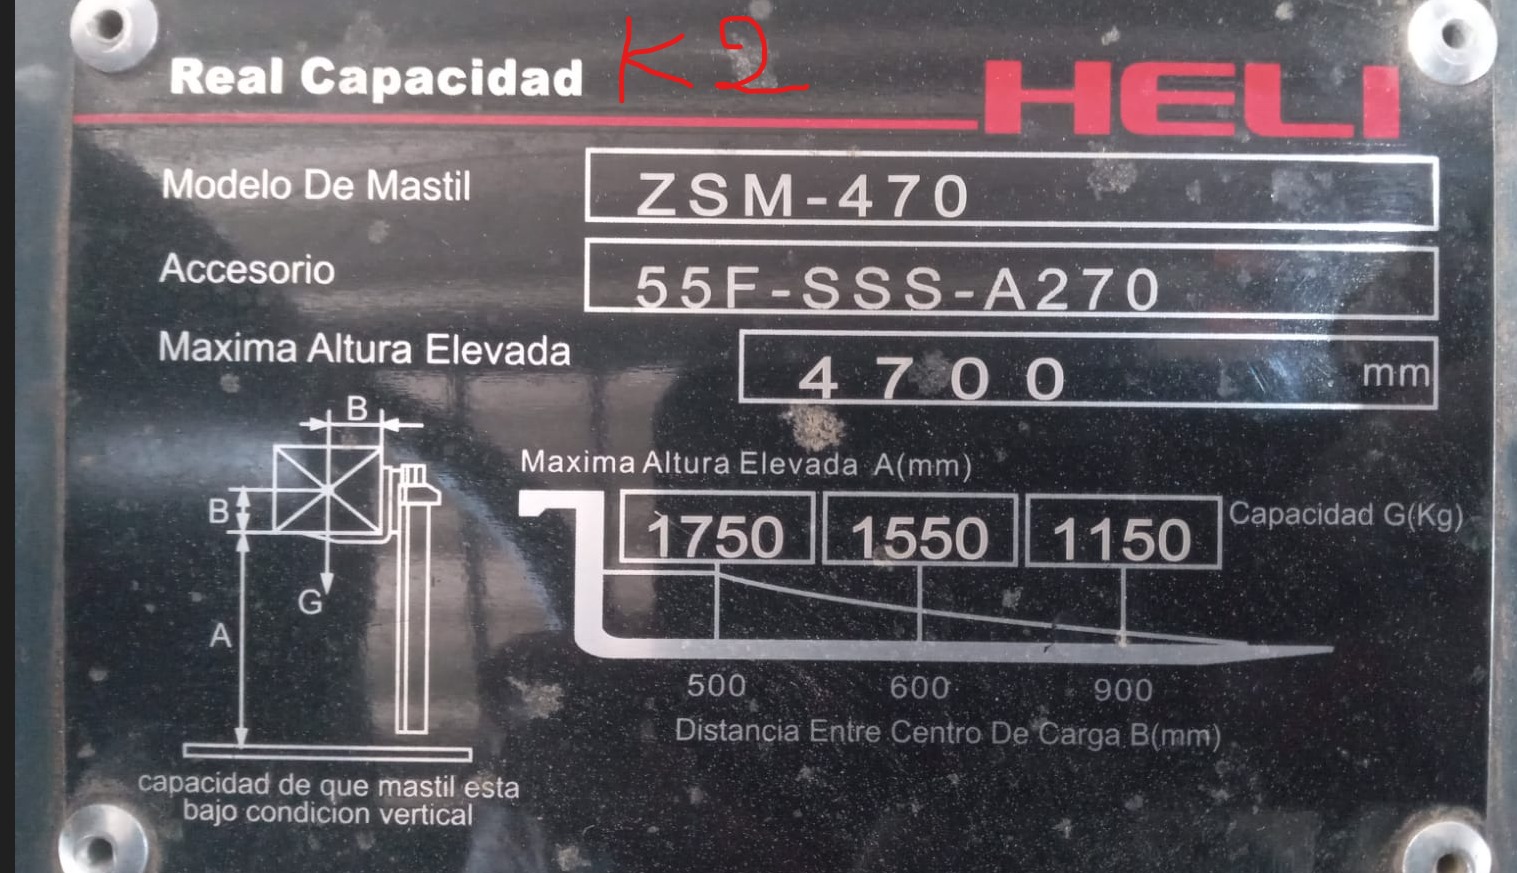 Real Capacidad K2 HELI
Modelo De Mastil ZSM-470
Accesorio 55F-SSS-A270
Maxima Altura Elevada 4700 mm
B
Maxima Altura Elevada A(mm)
B 1750 1550 1150 Capacidad G(Kg)
G
A
500 600 900
Distancia Entre Centro De Carga B(mm)
capacidad de que mastil esta
bajo condicion vertical